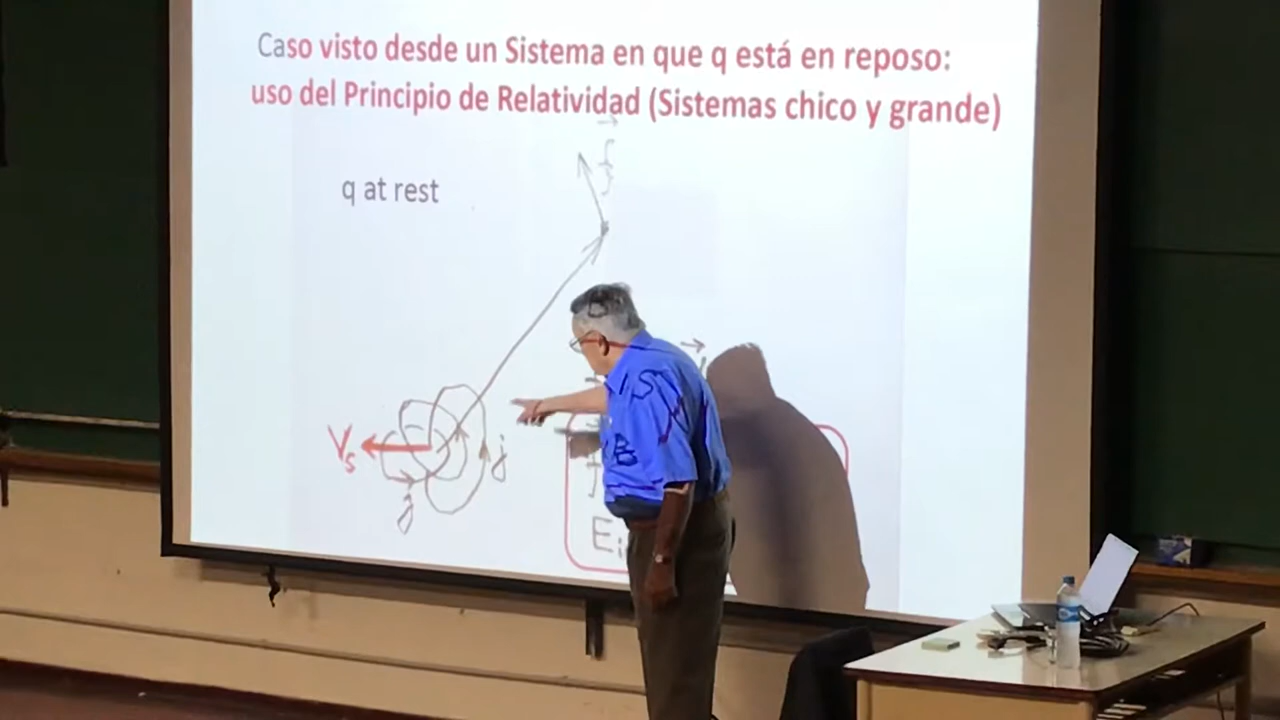 Caso visto desde un Sistema en que q está en reposo:
uso del Principio de Relatividad (Sistemas chico y grande)
q at rest
f
Vs
j
j
B
Ei